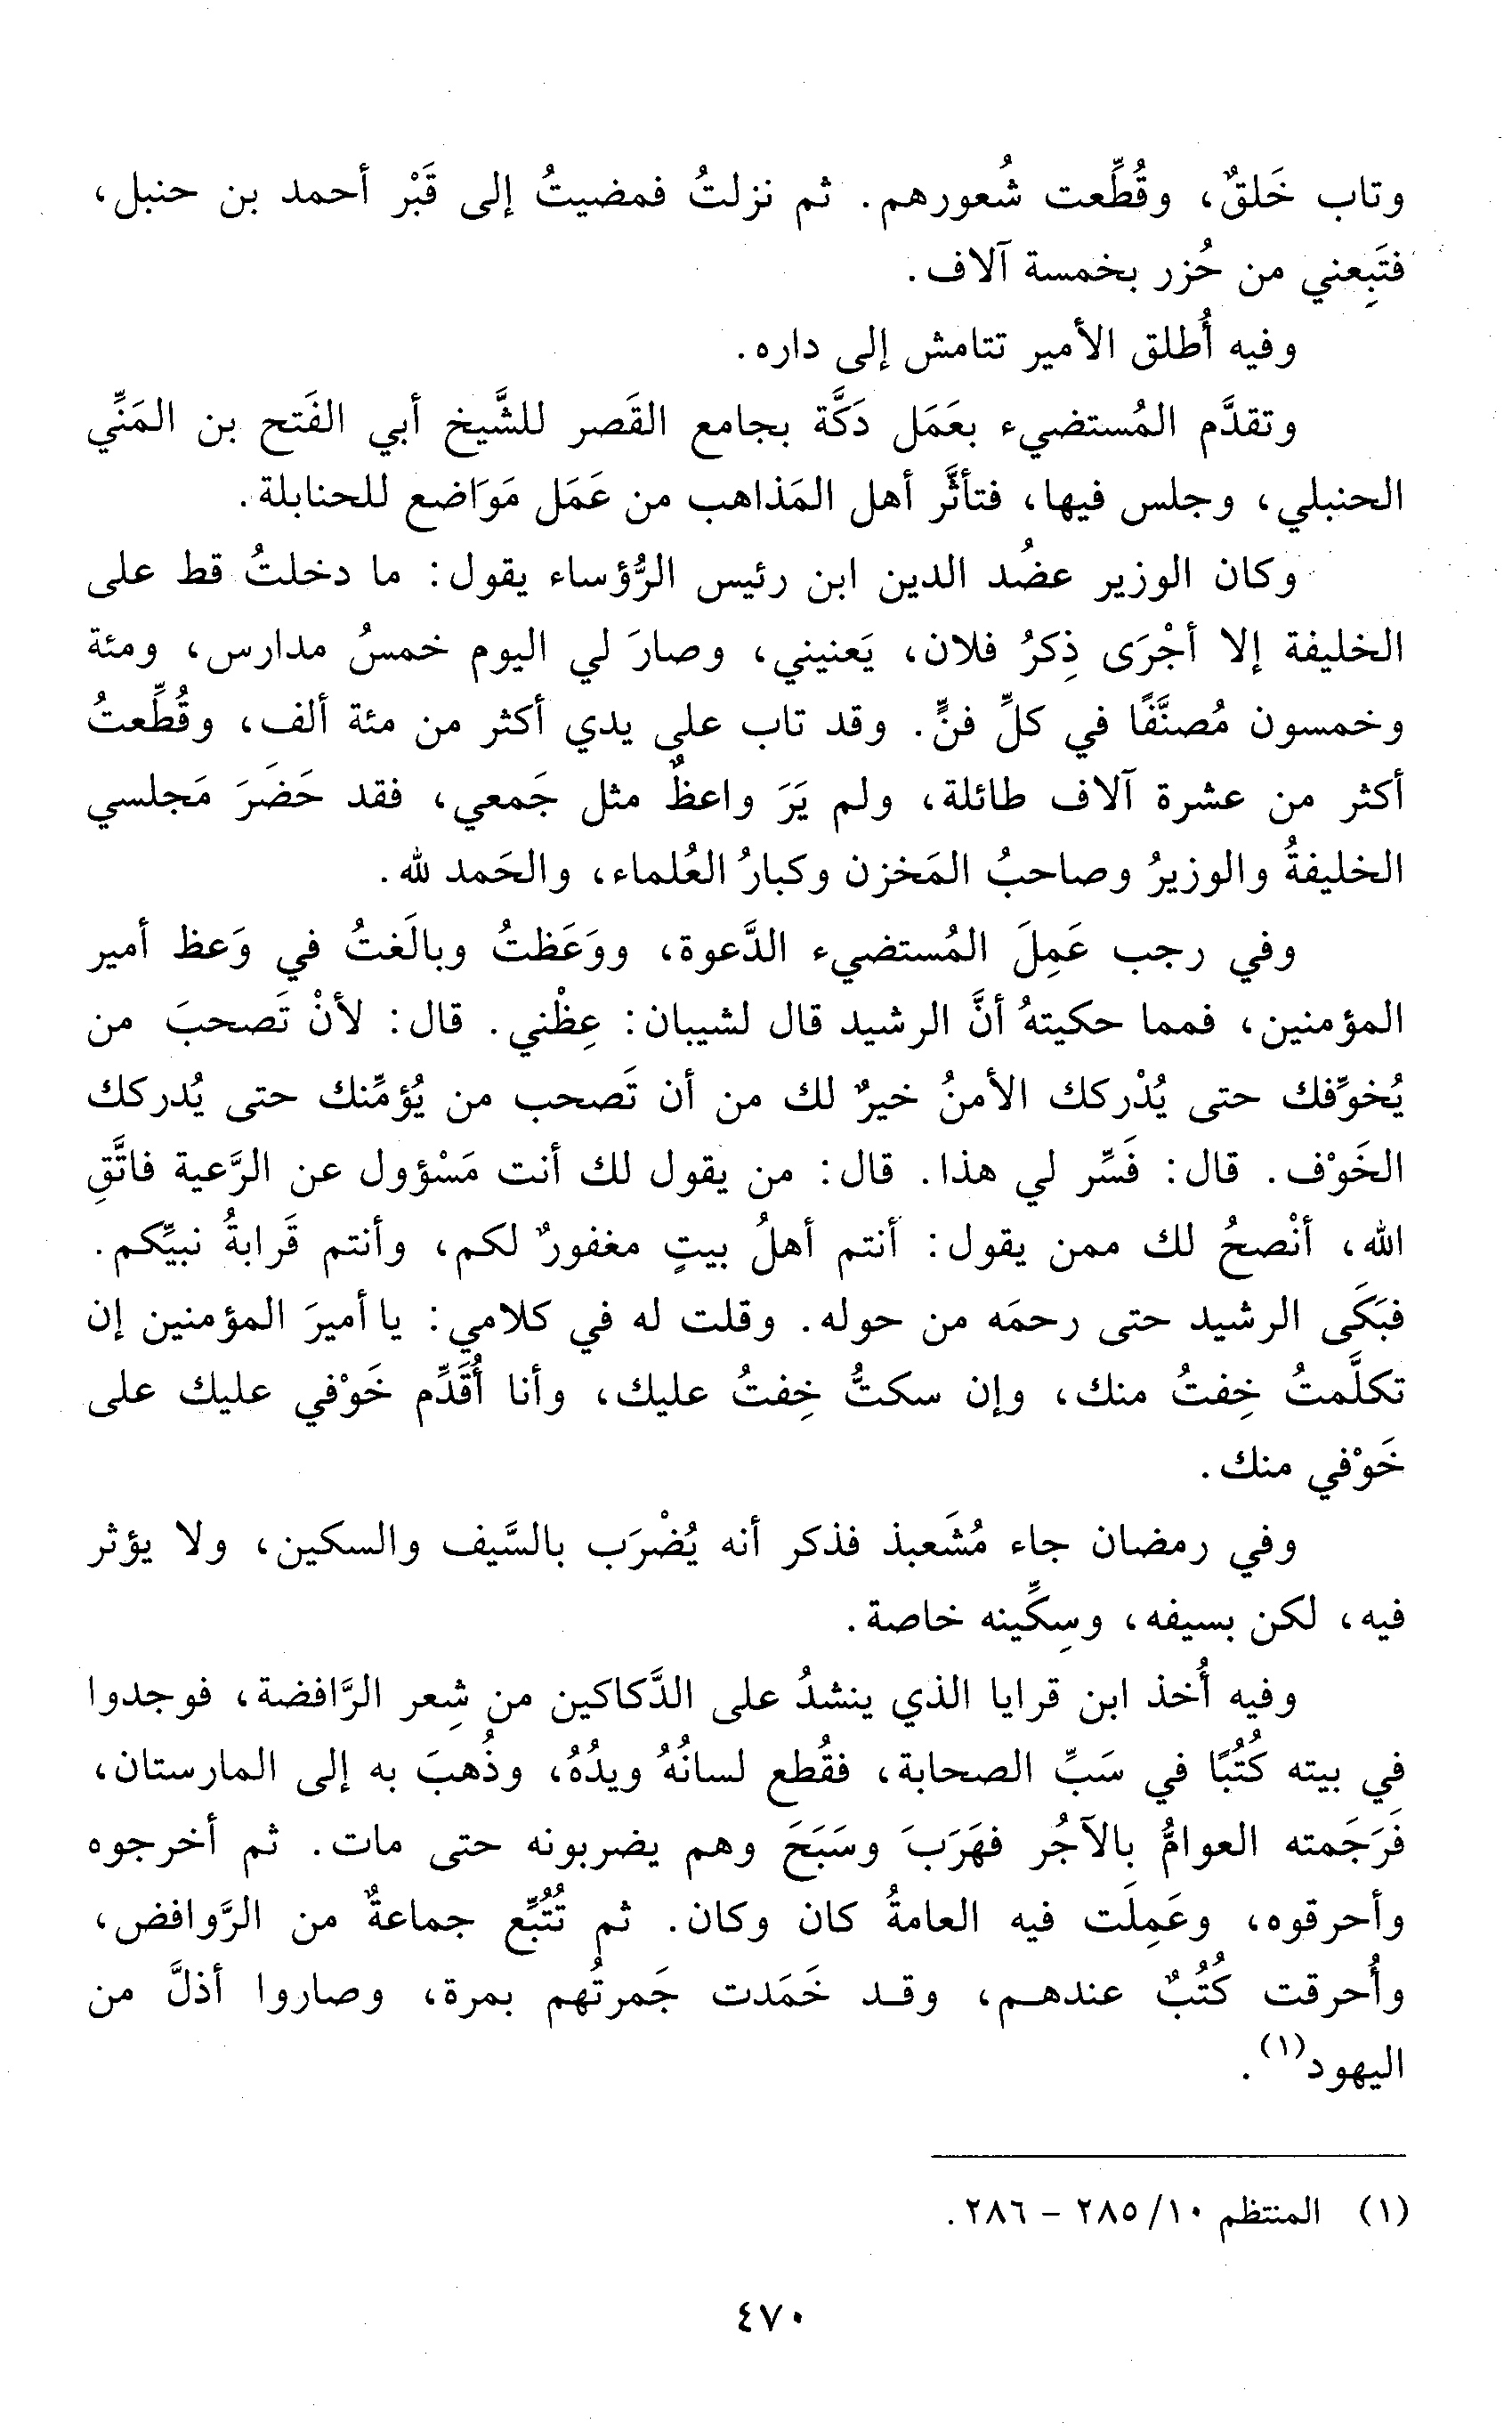 وتاب خَلقٌ، وقُطِّعت شُعورهم. ثم نزلتُ فمضيتُ إلى قَبْر أحمد بن حنبل،
فتَبِعني من حُزر بخمسة آلاف.
وفيه أُطلق الأمير تتامش إلى داره.
وتقدَّم المُستضيء بعَمَل دَكَّة بجامع القَصر للشَّيخ أبي الفَتح بن المَنِّي
الحنبلي، وجلس فيها، فتأثَّر أهل المَذاهب من عَمَل مَوَاضع للحنابلة.
وكان الوزير عضُد الدين ابن رئيس الرُّؤساء يقول: ما دخلتُ قط على
الخليفة إلا أجْرَى ذِكرُ فلان، يَعنيني، وصارَ لي اليوم خمسُ مدارس، ومئة
وخمسون مُصنَّفًا في كلِّ فنٍّ. وقد تاب على يدي أكثر من مئة ألف، وقُطِّعتُ
أكثر من عشرة آلاف طائلة، ولم يَرَ واعظٌ مثل جَمعي، فقد حَضَرَ مَجلسي
الخليفةُ والوزيرُ وصاحبُ المَخزن وكبارُ العُلماء، والحَمد لله.
وفي رجب عَمِلَ المُستضيء الدَّعوة، ووَعَظتُ وبالَغتُ في وَعظ أمير
المؤمنين، فمما حكيتهُ أنَّ الرشيد قال لشيبان: عِظْني. قال: لأنْ تَصحبَ من
يُخوِّفك حتى يُدْركك الأمنُ خيرٌ لك من أن تَصحب من يُؤمِّنك حتى يُدركك
الخَوْف. قال: فَسِّر لي هذا. قال: من يقول لك أنت مَسْؤول عن الرَّعية فاتَّقِ
الله، أنْصحُ لك ممن يقول: أنتم أهلُ بيتٍ مغفورٌ لكم، وأنتم قَرابةُ نبيِّكم.
فبَكَى الرشيد حتى رحمَه من حوله. وقلت له في كلامي: يا أميرَ المؤمنين إن
تكلَّمتُ خِفتُ منك، وإن سكتُّ خِفتُ عليك، وأنا أُقَدِّم خَوْفي عليك على
خَوْفي منك.
وفي رمضان جاء مُشَعبذ فذكر أنه يُضْرَب بالسَّيف والسكين، ولا يؤثر
فيه، لكن بسيفه، وسِكِّينه خاصة.
وفيه أُخذ ابن قرايا الذي ينشدُ على الدَّكاكين من شِعر الرَّافضة، فوجدوا
في بيته كُتُبًا في سَبِّ الصحابة، فقُطع لسانُهُ ويدُهُ، وذُهبَ به إلى المارستان،
فَرَجَمته العوامُّ بِالآجُر فهَرَبَ وسَبَحَ وهم يضربونه حتى مات. ثم أخرجوه
وأحرقوه، وعَمِلَت فيه العامةُ كان وكان. ثم تُتُبِّع جماعةٌ من الرَّوافض،
وأُحرقت كُتُبٌ عندهم، وقد خَمَدت جَمرتُهم بمرة، وصاروا أذلَّ من
اليهود(١).
(١) المنتظم ١٠/ ٢٨٥ - ٢٨٦.
٤٧٠